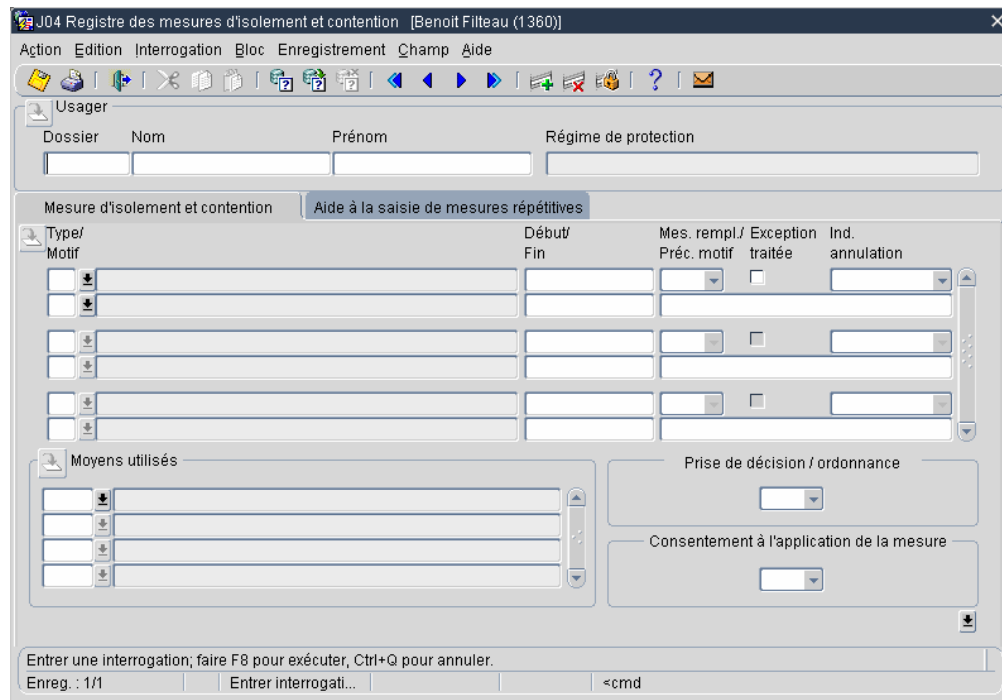 J04 Registre des mesures d'isolement et contention [Benoit Filteau (1360)]
Action Edition Interrogation Bloc Enregistrement Champ Aide
Usager
Dossier Nom Prénom Régime de protection
Mesure d'isolement et contention Aide à la saisie de mesures répétitives
Type/ Début/ Mes. rempl./ Exception Ind.
Motif Fin Préc. motif traitée annulation
Moyens utilisés Prise de décision / ordonnance
Consentement à l'application de la mesure
Entrer une interrogation; faire F8 pour exécuter, Ctrl+Q pour annuler.
Enreg. : 1/1 Entrer interrogati... <cmd